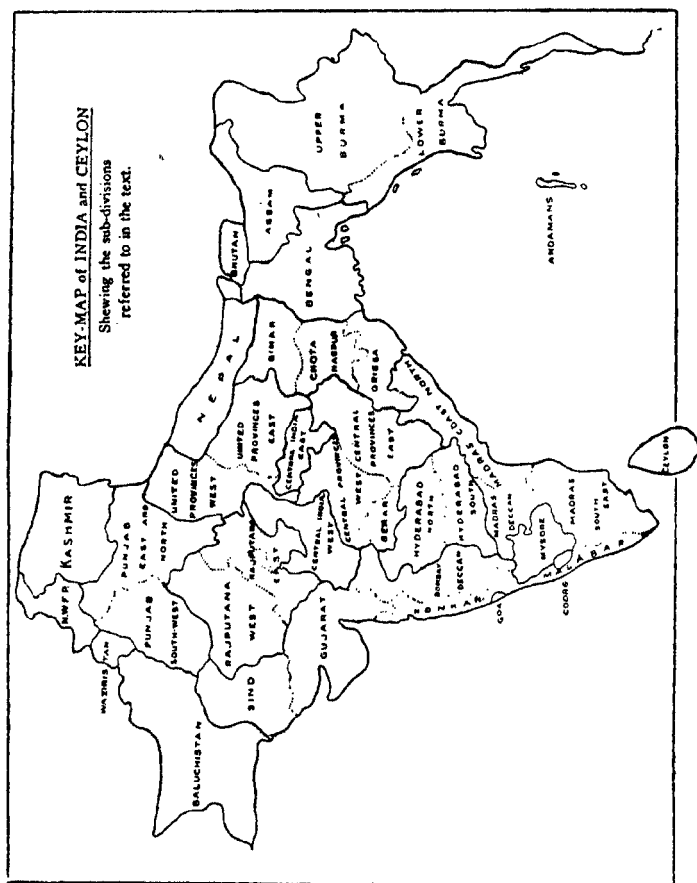 KEY-MAP of INDIA and CEYLON
Shewing the sub-divisions
referred to in the text.
KASHMIR
N.W.F.P.
WAZIRISTAN
PUNJAB
EAST AND
NORTH
PUNJAB
SOUTH-WEST
BALUCHISTAN
SIND
RAJPUTANA
WEST
RAJPUTANA
EAST
UNITED
PROVINCES
WEST
UNITED
PROVINCES
EAST
NEPAL
BHUTAN
ASSAM
UPPER
BURMA
LOWER
BURMA
BENGAL
BIHAR
CHOTA
NAGPUR
ORISSA
CENTRAL INDIA
EAST
CENTRAL INDIA
WEST
GUJARAT
CENTRAL PROVINCES
WEST
CENTRAL
PROVINCES
EAST
BERAR
HYDERABAD
NORTH
HYDERABAD
SOUTH
BOMBAY
DECCAN
KONKAN
GOA
MADRAS COAST NORTH
MADRAS
DECCAN
MYSORE
COORG
MALABAR
MADRAS
SOUTH
EAST
CEYLON
ANDAMANS